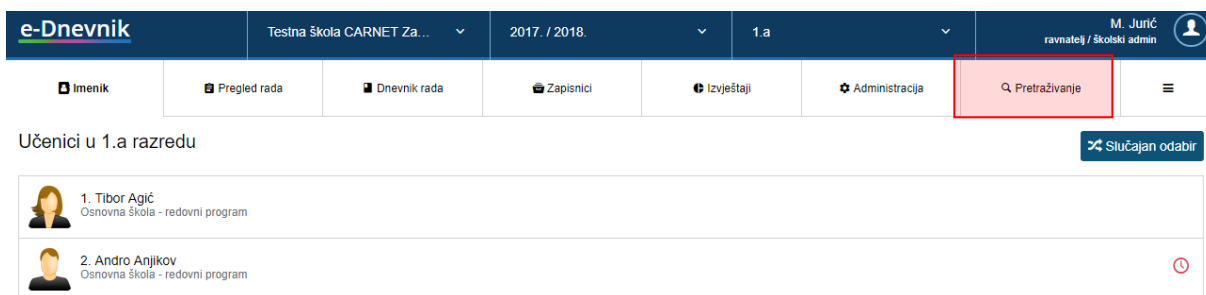 e-Dnevnik
Testna škola CARNET Za...
2017. / 2018.
1.a
M. Jurić
ravnatelj / školski admin
Imenik
Pregled rada
Dnevnik rada
Zapisnici
Izvještaji
Administracija
Pretraživanje
Učenici u 1.a razredu
Slučajan odabir
1. Tibor Agić
Osnovna škola - redovni program
2. Andro Anjikov
Osnovna škola - redovni program